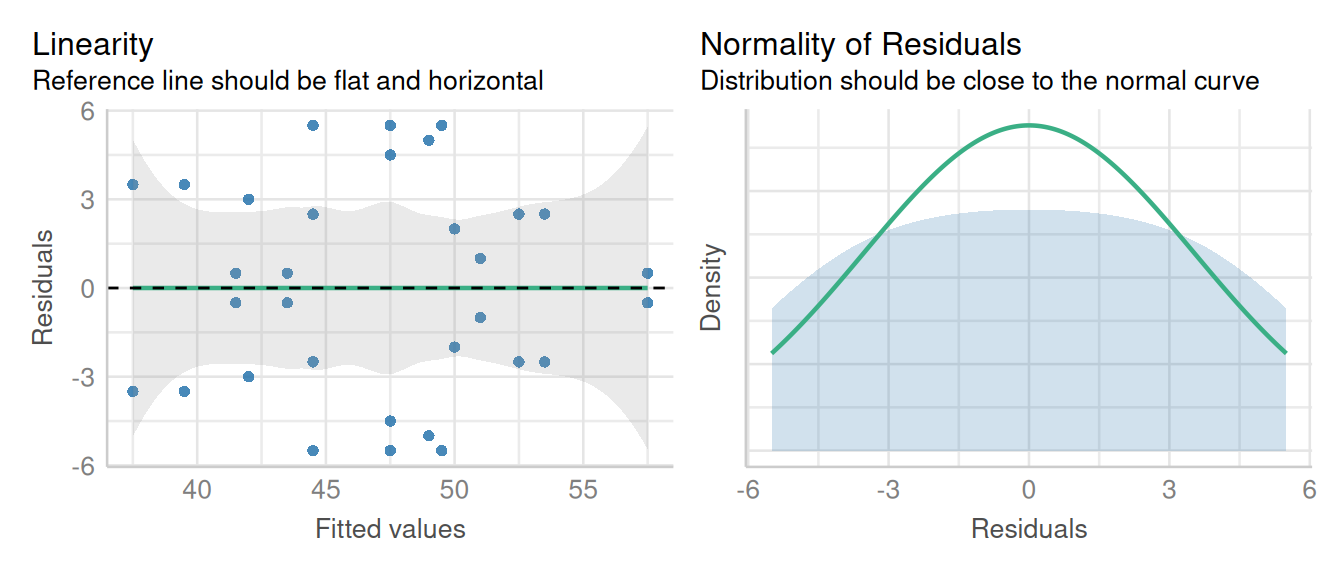 Linearity
Reference line should be flat and horizontal
6
3
0
-3
-6
Residuals
40 45 50 55
Fitted values
Normality of Residuals
Distribution should be close to the normal curve
Density
-6 -3 0 3 6
Residuals